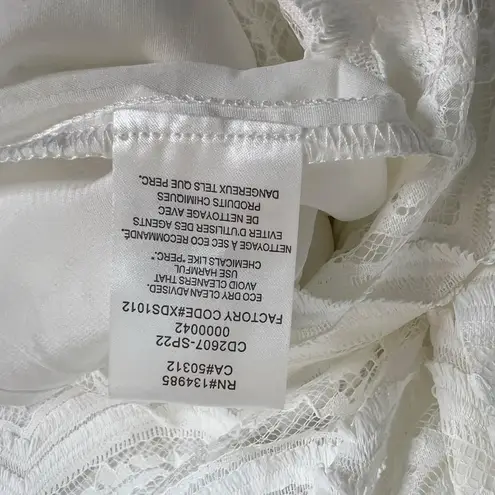 RN#134985
CA#50312
CD2607-SP22
0000042
FACTORY CODE#XDS1012
ECO DRY CLEAN ADVISED.
AVOID CLEANERS THAT
USE HARMFUL
CHEMICALS LIKE "PERC".
NETTOYAGE À SEC ECO RECOMMANDÉ.
EVITER D'UTILISER DES AGENTS
DE NETTOYAGE AVEC
PRODUITS CHIMIQUES
DANGEREUX TELS QUE PERC.